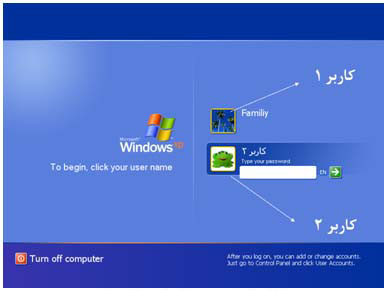 کاربر ۱
Familiy
Microsoft
Windows xp
To begin, click your user name
کاربر ۲
Type your password
EN
کاربر ۲
Turn off computer
After you log on, you can add or change accounts.
Just go to Control Panel and click User Accounts.